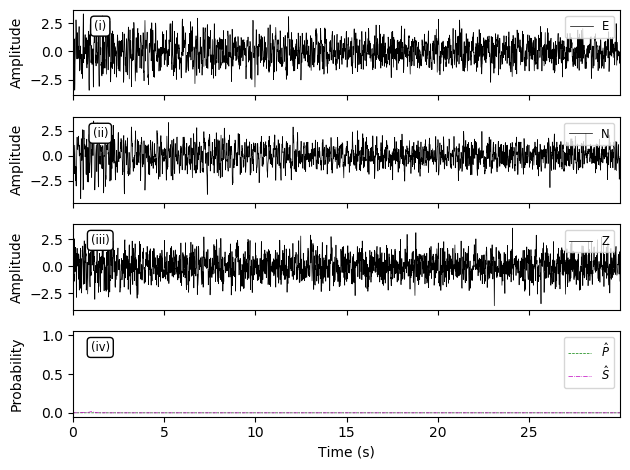 (i)
E
Amplitude
2.5
0.0
−2.5
(ii)
N
Amplitude
2.5
0.0
−2.5
(iii)
Z
Amplitude
2.5
0.0
−2.5
(iv)
P̂
Ŝ
Probability
1.0
0.5
0.0
0 5 10 15 20 25
Time (s)